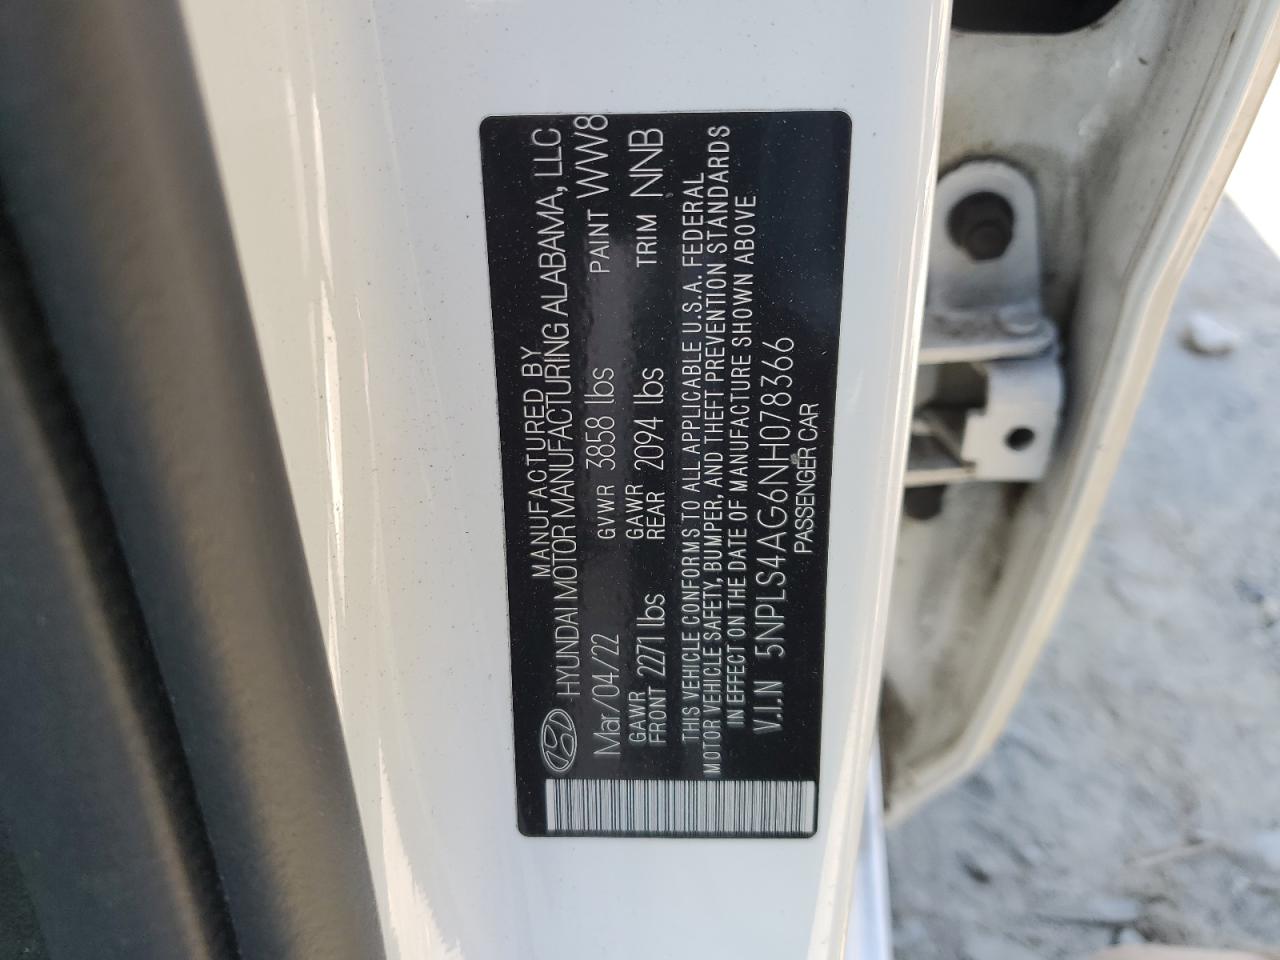 MANUFACTURED BY
HYUNDAI MOTOR MANUFACTURING ALABAMA, LLC
Mar/04/22 GVWR 3858 lbs PAINT WW8
GAWR FRONT 2271 lbs GAWR REAR 2094 lbs TRIM NNB
THIS VEHICLE CONFORMS TO ALL APPLICABLE U.S.A. FEDERAL
MOTOR VEHICLE SAFETY, BUMPER, AND THEFT PREVENTION STANDARDS
IN EFFECT ON THE DATE OF MANUFACTURE SHOWN ABOVE
V.I.N 5NPLS4AG6NH078366
PASSENGER CAR